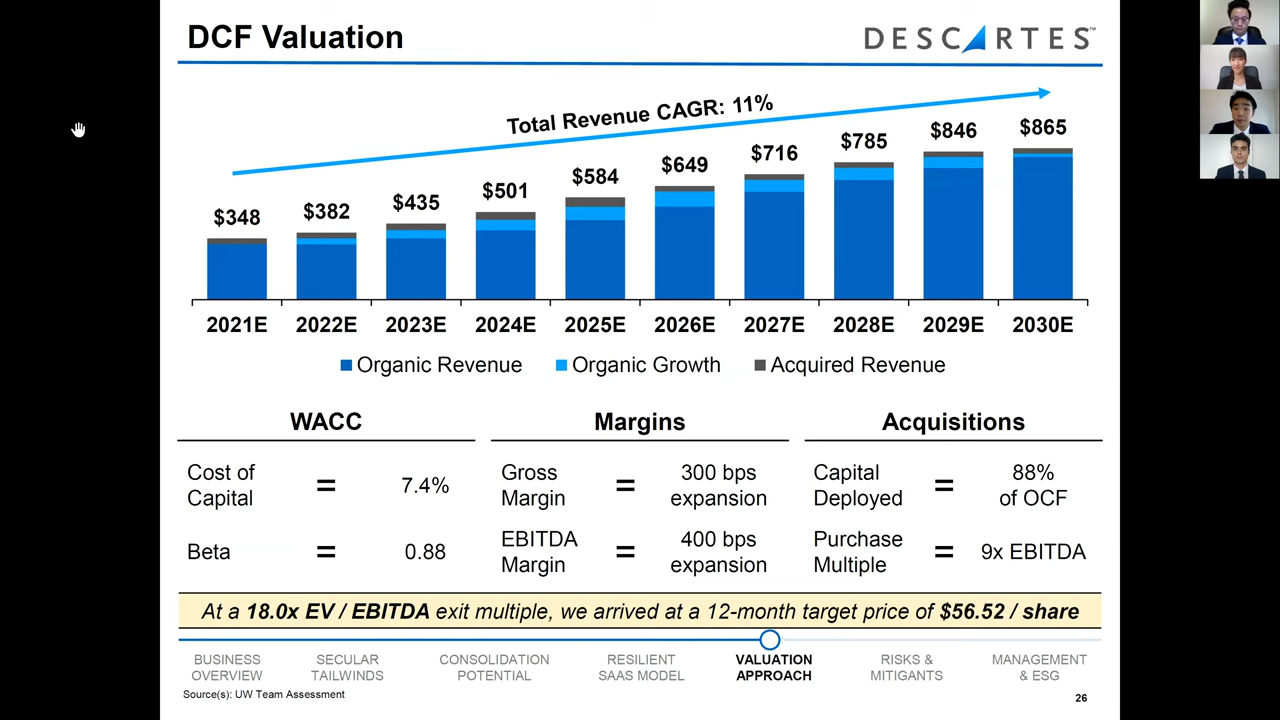 DCF Valuation
DESCARTES™
Total Revenue CAGR: 11%
$348 $382 $435 $501 $584 $649 $716 $785 $846 $865
2021E 2022E 2023E 2024E 2025E 2026E 2027E 2028E 2029E 2030E
Organic Revenue Organic Growth Acquired Revenue
WACC
Cost of
Capital
= 7.4%
Beta = 0.88
Margins
Gross
Margin
=
300 bps
expansion
EBITDA
Margin
=
400 bps
expansion
Acquisitions
Capital
Deployed
=
88%
of OCF
Purchase
Multiple
= 9x EBITDA
At a 18.0x EV / EBITDA exit multiple, we arrived at a 12-month target price of $56.52 / share
BUSINESS
OVERVIEW
SECULAR
TAILWINDS
CONSOLIDATION
POTENTIAL
RESILIENT
SAAS MODEL
VALUATION
APPROACH
RISKS &
MITIGANTS
MANAGEMENT
& ESG
Source(s): UW Team Assessment
26